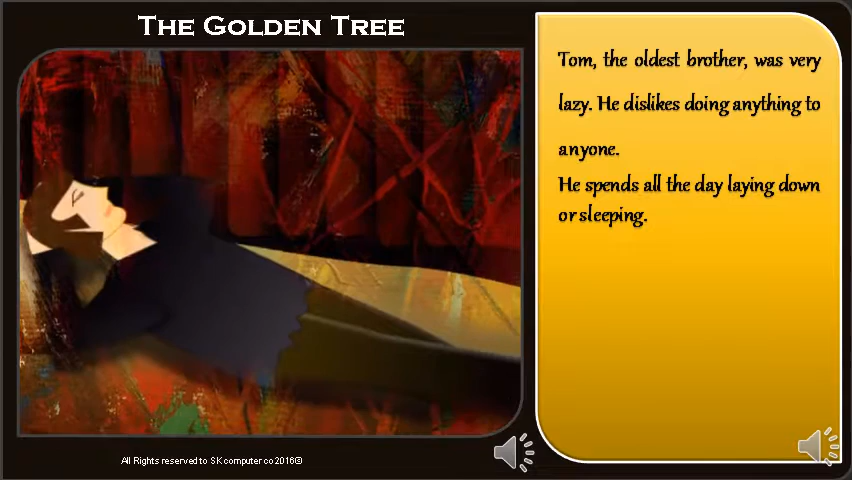 The Golden Tree
Tom, the oldest brother, was very
lazy. He dislikes doing anything to
anyone.
He spends all the day laying down
or sleeping.
All Rights reserved to SK computer co 2016©